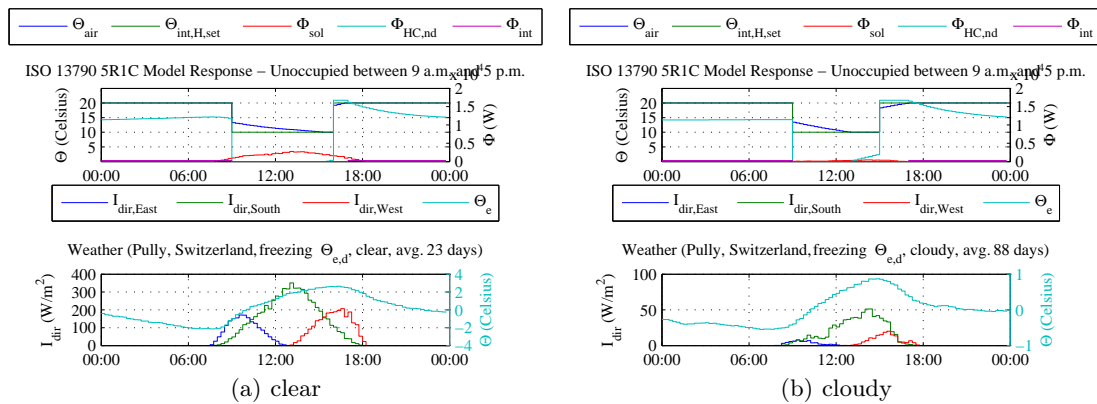 Θair Θint,H,set Φsol ΦHC,nd Φint
ISO 13790 5R1C Model Response – Unoccupied between 9 a.m. and 5 p.m.
x 10^4
Θ (Celsius)
20
15
10
5
Φ (W)
2
1.5
1
0.5
0
00:00 06:00 12:00 18:00 00:00
Idir,East Idir,South Idir,West Θe
Weather (Pully, Switzerland, freezing Θe,d, clear, avg. 23 days)
Idir (W/m²)
400
300
200
100
0
Θ (Celsius)
4
2
0
−2
−4
00:00 06:00 12:00 18:00 00:00
(a) clear
Θair Θint,H,set Φsol ΦHC,nd Φint
ISO 13790 5R1C Model Response – Unoccupied between 9 a.m. and 5 p.m.
x 10^4
Θ (Celsius)
20
15
10
5
Φ (W)
2
1.5
1
0.5
0
00:00 06:00 12:00 18:00 00:00
Idir,East Idir,South Idir,West Θe
Weather (Pully, Switzerland, freezing Θe,d, cloudy, avg. 88 days)
Idir (W/m²)
100
50
0
Θ (Celsius)
1
0
−1
00:00 06:00 12:00 18:00 00:00
(b) cloudy